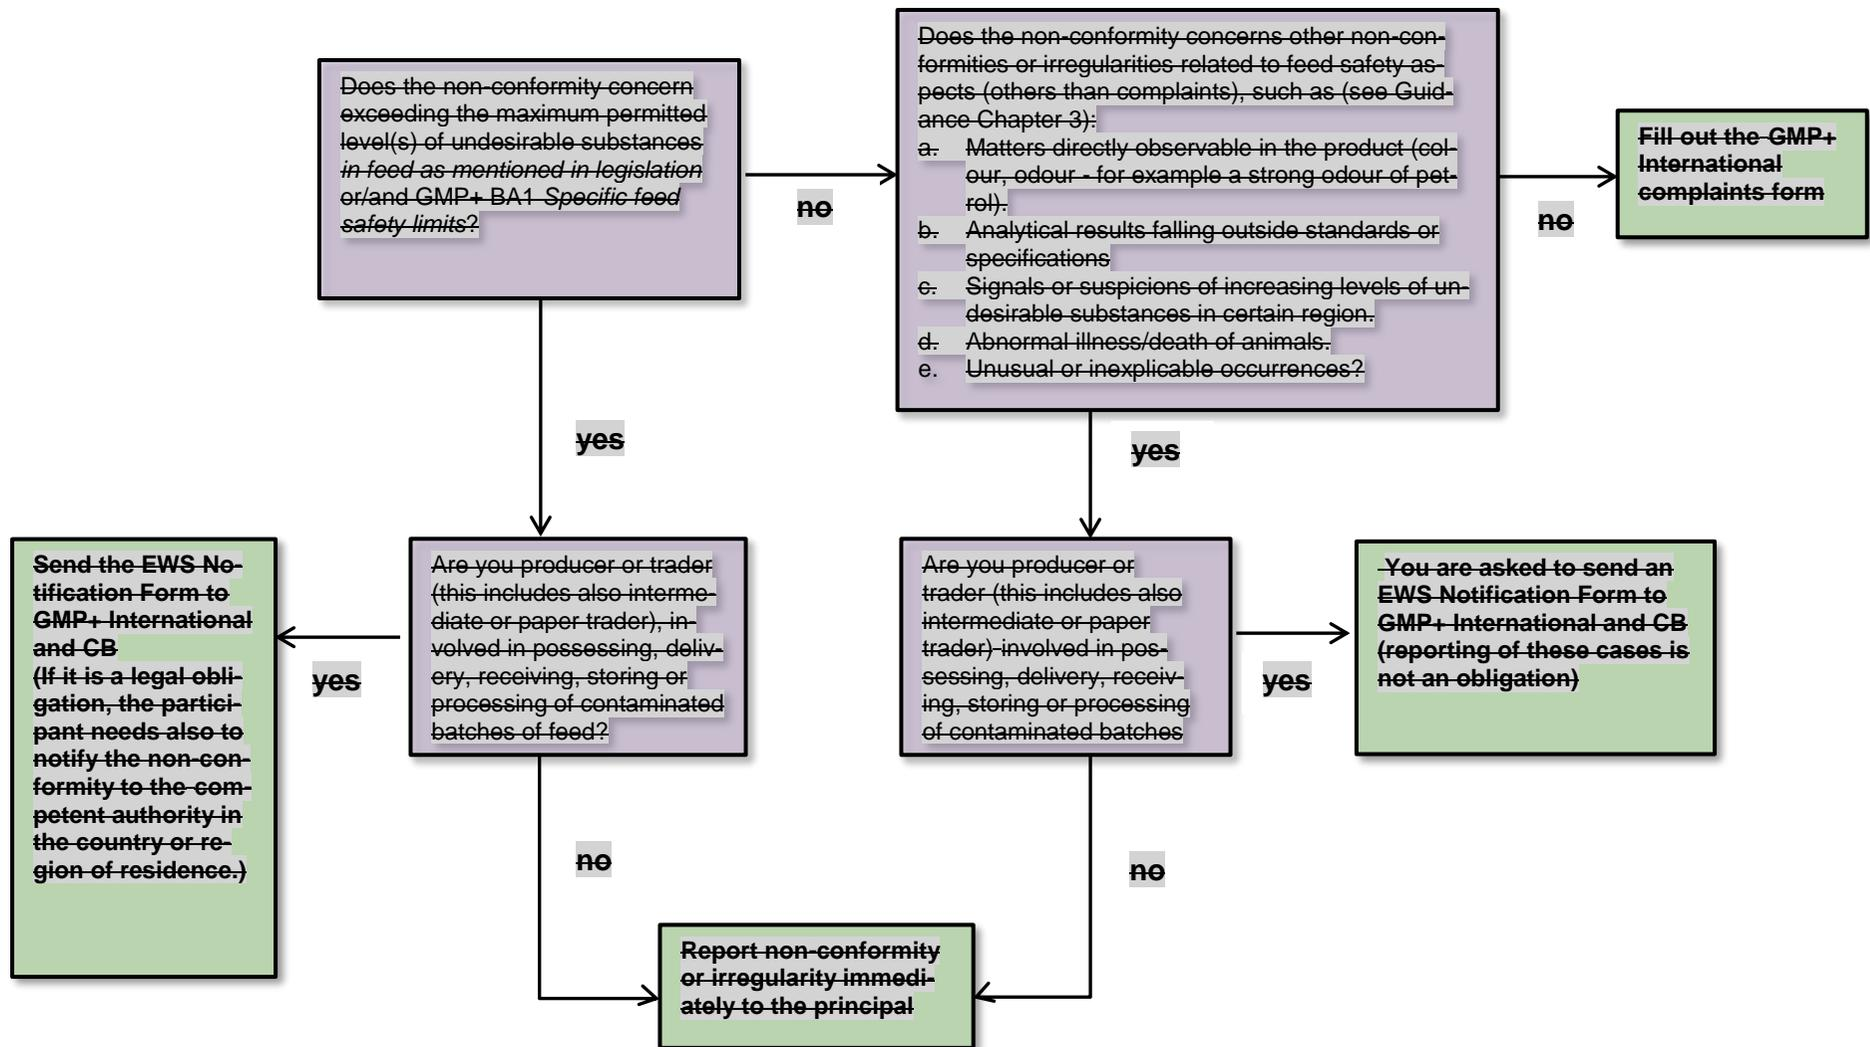 Does the non-conformity concern
exceeding the maximum permitted
level(s) of undesirable substances
in feed as mentioned in legislation
or/and GMP+ BA1 Specific feed
safety limits?
no
Does the non-conformity concerns other non-con-
formities or irregularities related to feed safety as-
pects (others than complaints), such as (see Guid-
ance Chapter 3):
a. Matters directly observable in the product (col-
our, odour - for example a strong odour of pet-
rol).
b. Analytical results falling outside standards or
specifications
c. Signals or suspicions of increasing levels of un-
desirable substances in certain region.
d. Abnormal illness/death of animals.
e. Unusual or inexplicable occurrences?
no
Fill out the GMP+
International
complaints form
yes
yes
Send the EWS No-
tification Form to
GMP+ International
and CB
(If it is a legal obli-
gation, the partici-
pant needs also to
notify the non-con-
formity to the com-
petent authority in
the country or re-
gion of residence.)
yes
Are you producer or trader
(this includes also interme-
diate or paper trader), in-
volved in possessing, deliv-
ery, receiving, storing or
processing of contaminated
batches of feed?
Are you producer or
trader (this includes also
intermediate or paper
trader) involved in pos-
sessing, delivery, receiv-
ing, storing or processing
of contaminated batches
yes
You are asked to send an
EWS Notification Form to
GMP+ International and CB
(reporting of these cases is
not an obligation)
no
no
Report non-conformity
or irregularity immedi-
ately to the principal